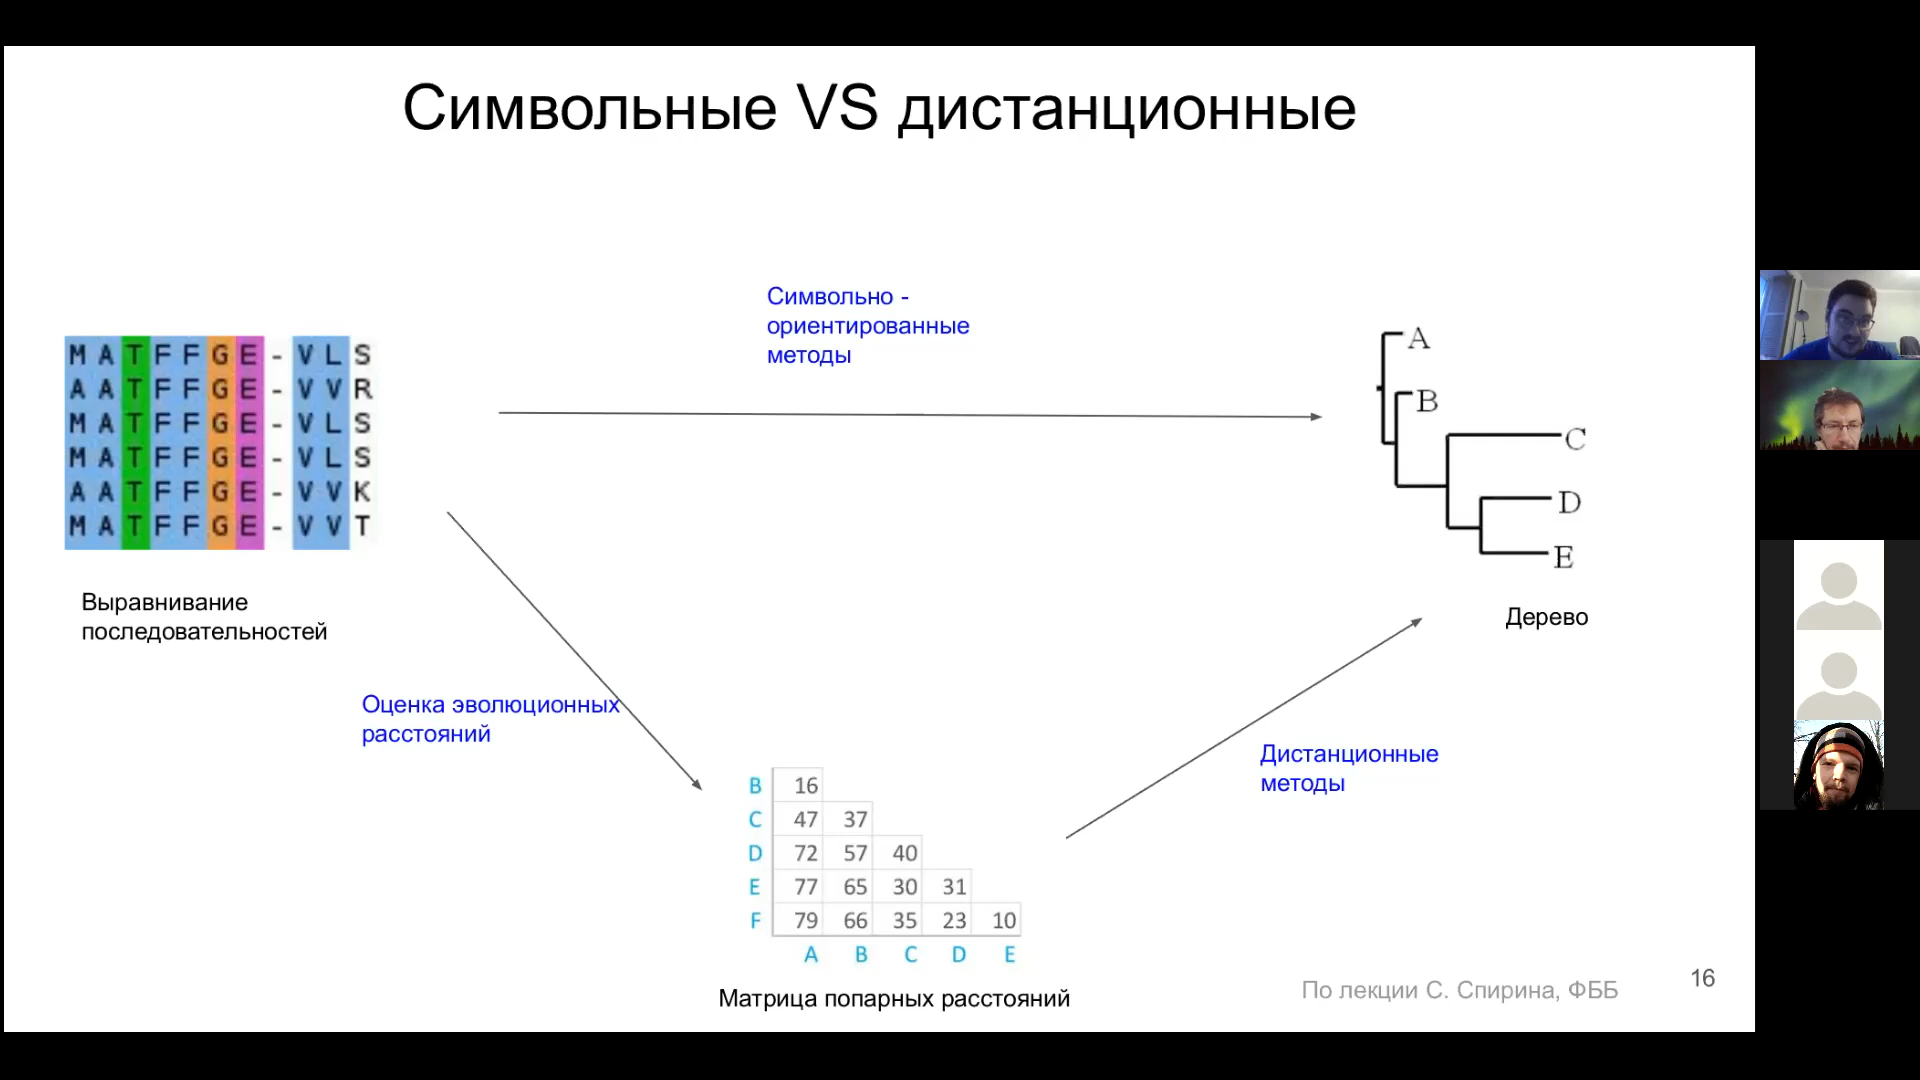 Символьные VS дистанционные
Символьно -
ориентированные
методы
M A T F F G E - V L S
A A T F F G E - V V R
M A T F F G E - V L S
M A T F F G E - V L S
A A T F F G E - V V K
M A T F F G E - V V T
A
B
C
D
E
Выравнивание
последовательностей
Дерево
Оценка эволюционных
расстояний
Дистанционные
методы
B 16
C 47 37
D 72 57 40
E 77 65 30 31
F 79 66 35 23 10
A B C D E
Матрица попарных расстояний
По лекции С. Спирина, ФББ
16